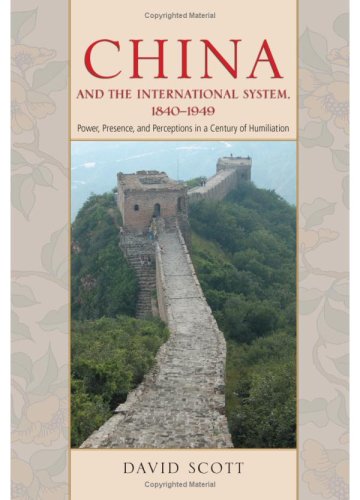 Copyrighted Material
CHINA
AND THE INTERNATIONAL SYSTEM,
1840–1949
Power, Presence, and Perceptions in a Century of Humiliation
DAVID SCOTT
Copyrighted Material